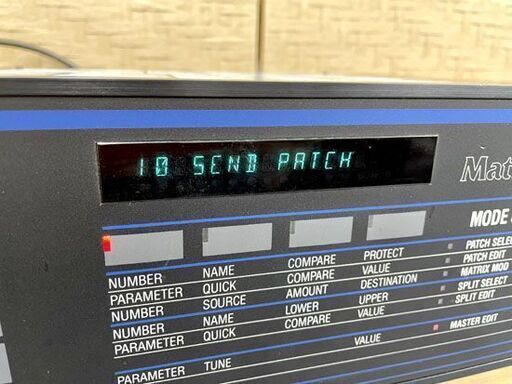 10 SEND PATCH
Mat
MODE
NUMBER NAME COMPARE PROTECT PATCH SELEC
PARAMETER QUICK COMPARE VALUE PATCH EDIT
NUMBER SOURCE AMOUNT DESTINATION MATRIX MOD
NUMBER NAME LOWER UPPER SPLIT SELECT
PARAMETER QUICK COMPARE VALUE SPLIT EDIT
PARAMETER TUNE VALUE MASTER EDIT